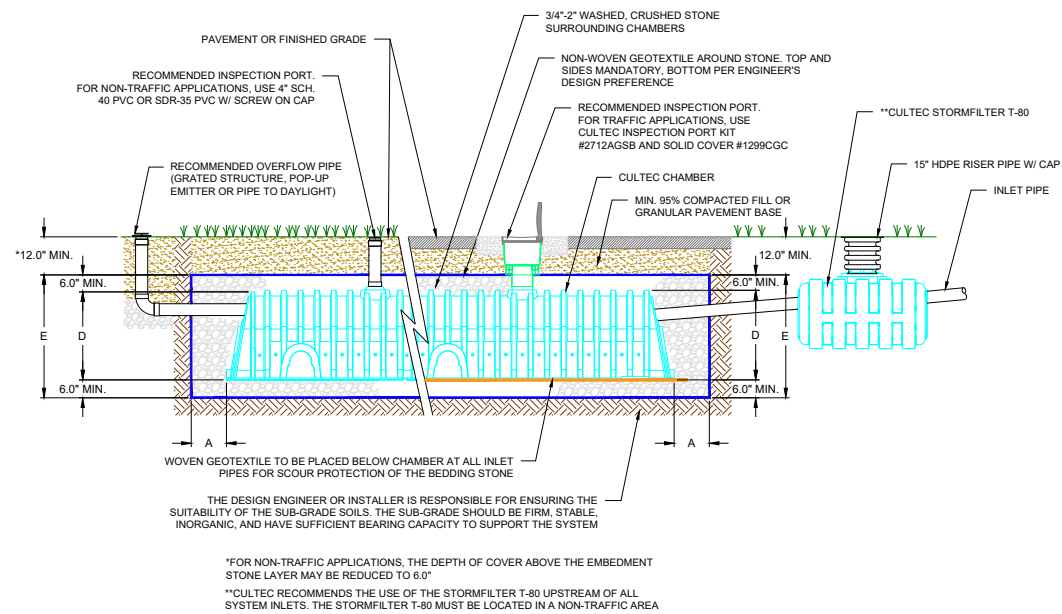 3/4"-2" WASHED, CRUSHED STONE
SURROUNDING CHAMBERS
PAVEMENT OR FINISHED GRADE
NON-WOVEN GEOTEXTILE AROUND STONE. TOP AND
SIDES MANDATORY, BOTTOM PER ENGINEER'S
DESIGN PREFERENCE
RECOMMENDED INSPECTION PORT.
FOR NON-TRAFFIC APPLICATIONS, USE 4" SCH.
40 PVC OR SDR-35 PVC W/ SCREW ON CAP
RECOMMENDED INSPECTION PORT.
FOR TRAFFIC APPLICATIONS, USE
CULTEC INSPECTION PORT KIT
#2712AGSB AND SOLID COVER #1299CGC
**CULTEC STORMFILTER T-80
RECOMMENDED OVERFLOW PIPE
(GRATED STRUCTURE, POP-UP
EMITTER OR PIPE TO DAYLIGHT)
15" HDPE RISER PIPE W/ CAP
CULTEC CHAMBER
INLET PIPE
MIN. 95% COMPACTED FILL OR
GRANULAR PAVEMENT BASE
*12.0" MIN.
12.0" MIN.
6.0" MIN.
6.0" MIN.
E
D
D
E
6.0" MIN.
6.0" MIN.
A
A
WOVEN GEOTEXTILE TO BE PLACED BELOW CHAMBER AT ALL INLET
PIPES FOR SCOUR PROTECTION OF THE BEDDING STONE
THE DESIGN ENGINEER OR INSTALLER IS RESPONSIBLE FOR ENSURING THE
SUITABILITY OF THE SUB-GRADE SOILS. THE SUB-GRADE SHOULD BE FIRM, STABLE,
INORGANIC, AND HAVE SUFFICIENT BEARING CAPACITY TO SUPPORT THE SYSTEM
*FOR NON-TRAFFIC APPLICATIONS, THE DEPTH OF COVER ABOVE THE EMBEDMENT
STONE LAYER MAY BE REDUCED TO 6.0"
**CULTEC RECOMMENDS THE USE OF THE STORMFILTER T-80 UPSTREAM OF ALL
SYSTEM INLETS. THE STORMFILTER T-80 MUST BE LOCATED IN A NON-TRAFFIC AREA